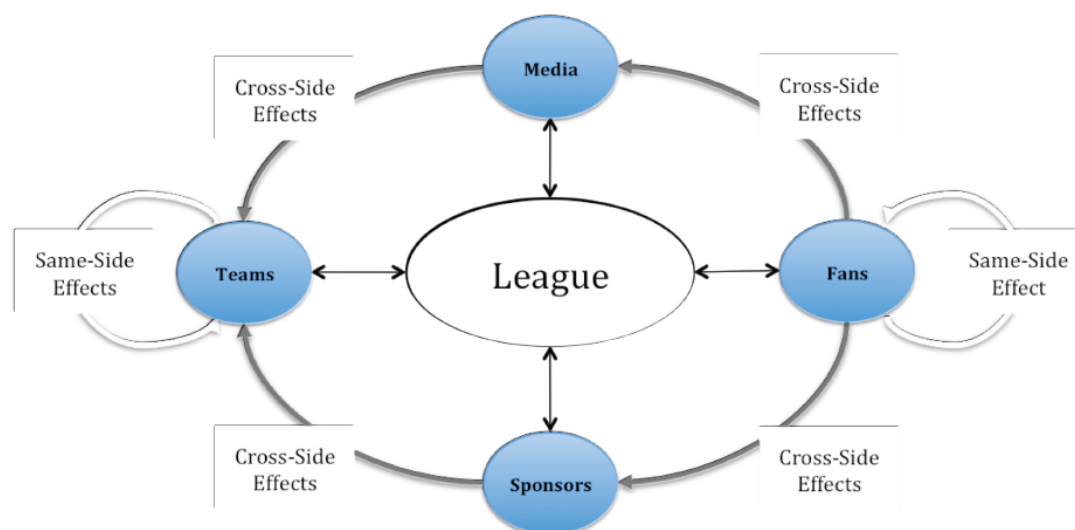 Media
Cross-Side
Effects
Cross-Side
Effects
Same-Side
Effects
Teams
League
Fans
Same-Side
Effect
Cross-Side
Effects
Sponsors
Cross-Side
Effects